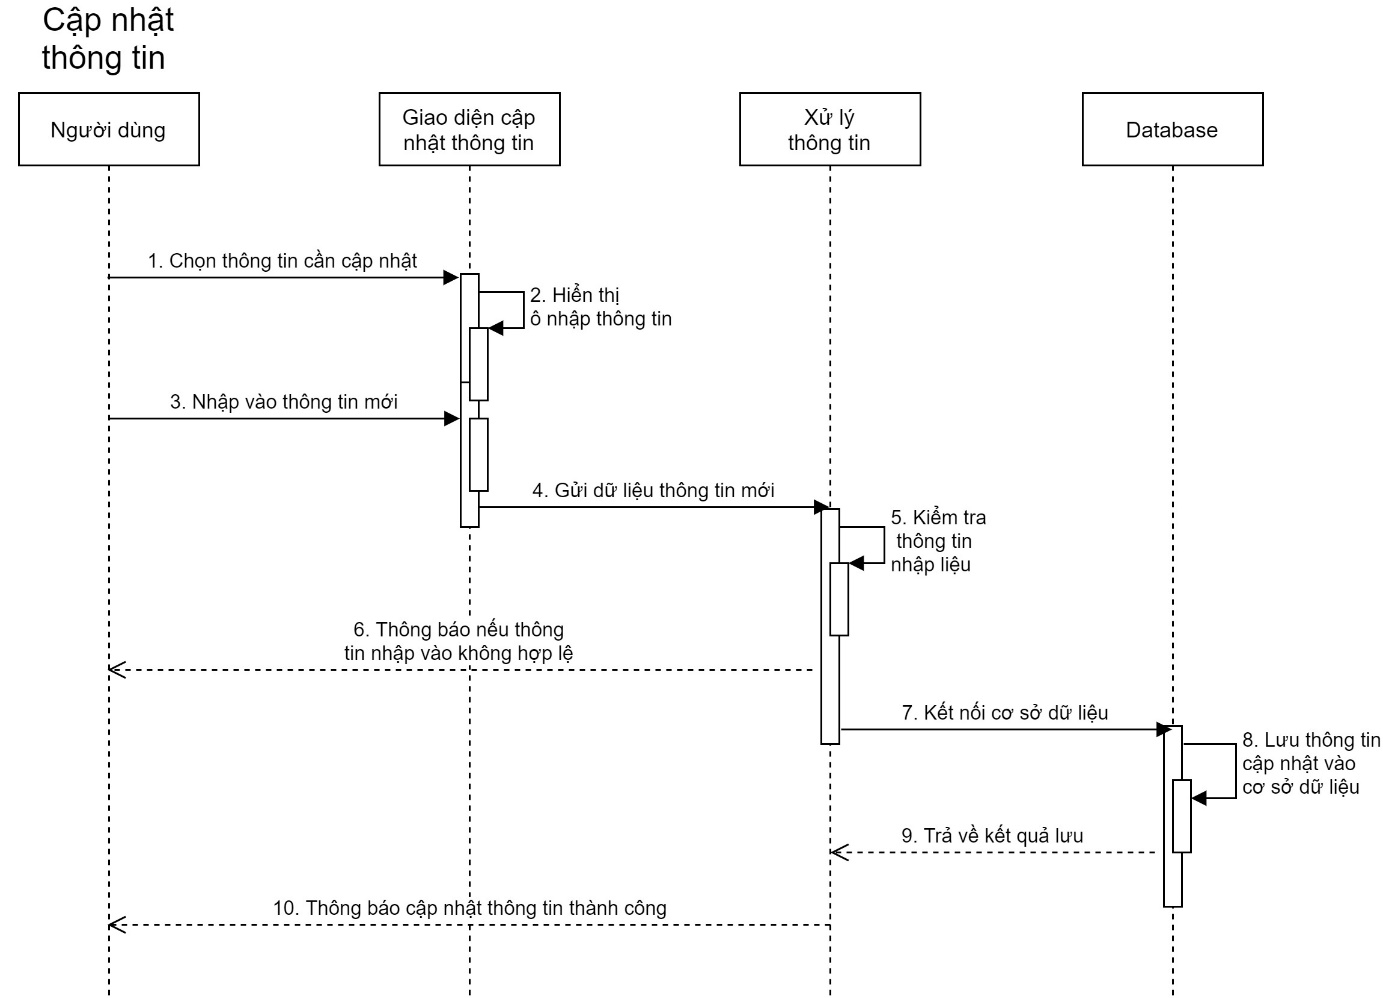 Cập nhật
thông tin
Người dùng
Giao diện cập
nhật thông tin
Xử lý
thông tin
Database
1. Chọn thông tin cần cập nhật
2. Hiển thị
ô nhập thông tin
3. Nhập vào thông tin mới
4. Gửi dữ liệu thông tin mới
5. Kiểm tra
thông tin
nhập liệu
6. Thông báo nếu thông
tin nhập vào không hợp lệ
7. Kết nối cơ sở dữ liệu
8. Lưu thông tin
cập nhật vào
cơ sở dữ liệu
9. Trả về kết quả lưu
10. Thông báo cập nhật thông tin thành công